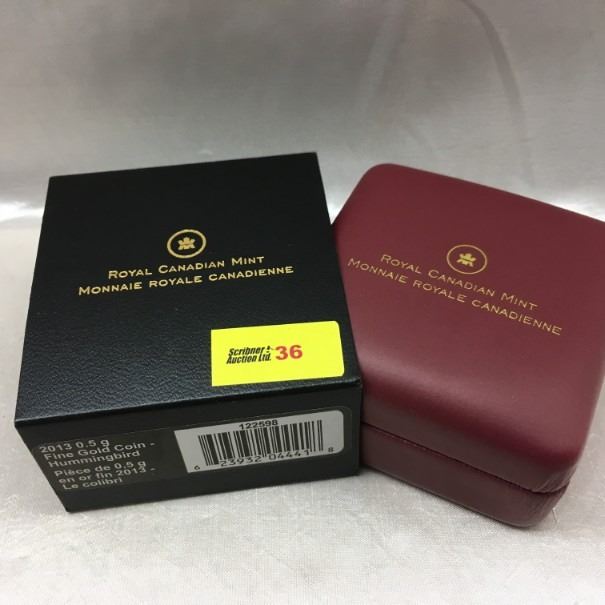 ROYAL CANADIAN MINT
MONNAIE ROYALE CANADIENNE
Scribner's
Auction Ltd.
36
2013 0.5 g
Fine Gold Coin -
Hummingbird
Pièce de 0,5 g
en or fin 2013 -
Le colibri
122598
6 23932 04441 8
ROYAL CANADIAN MINT
MONNAIE ROYALE CANADIENNE